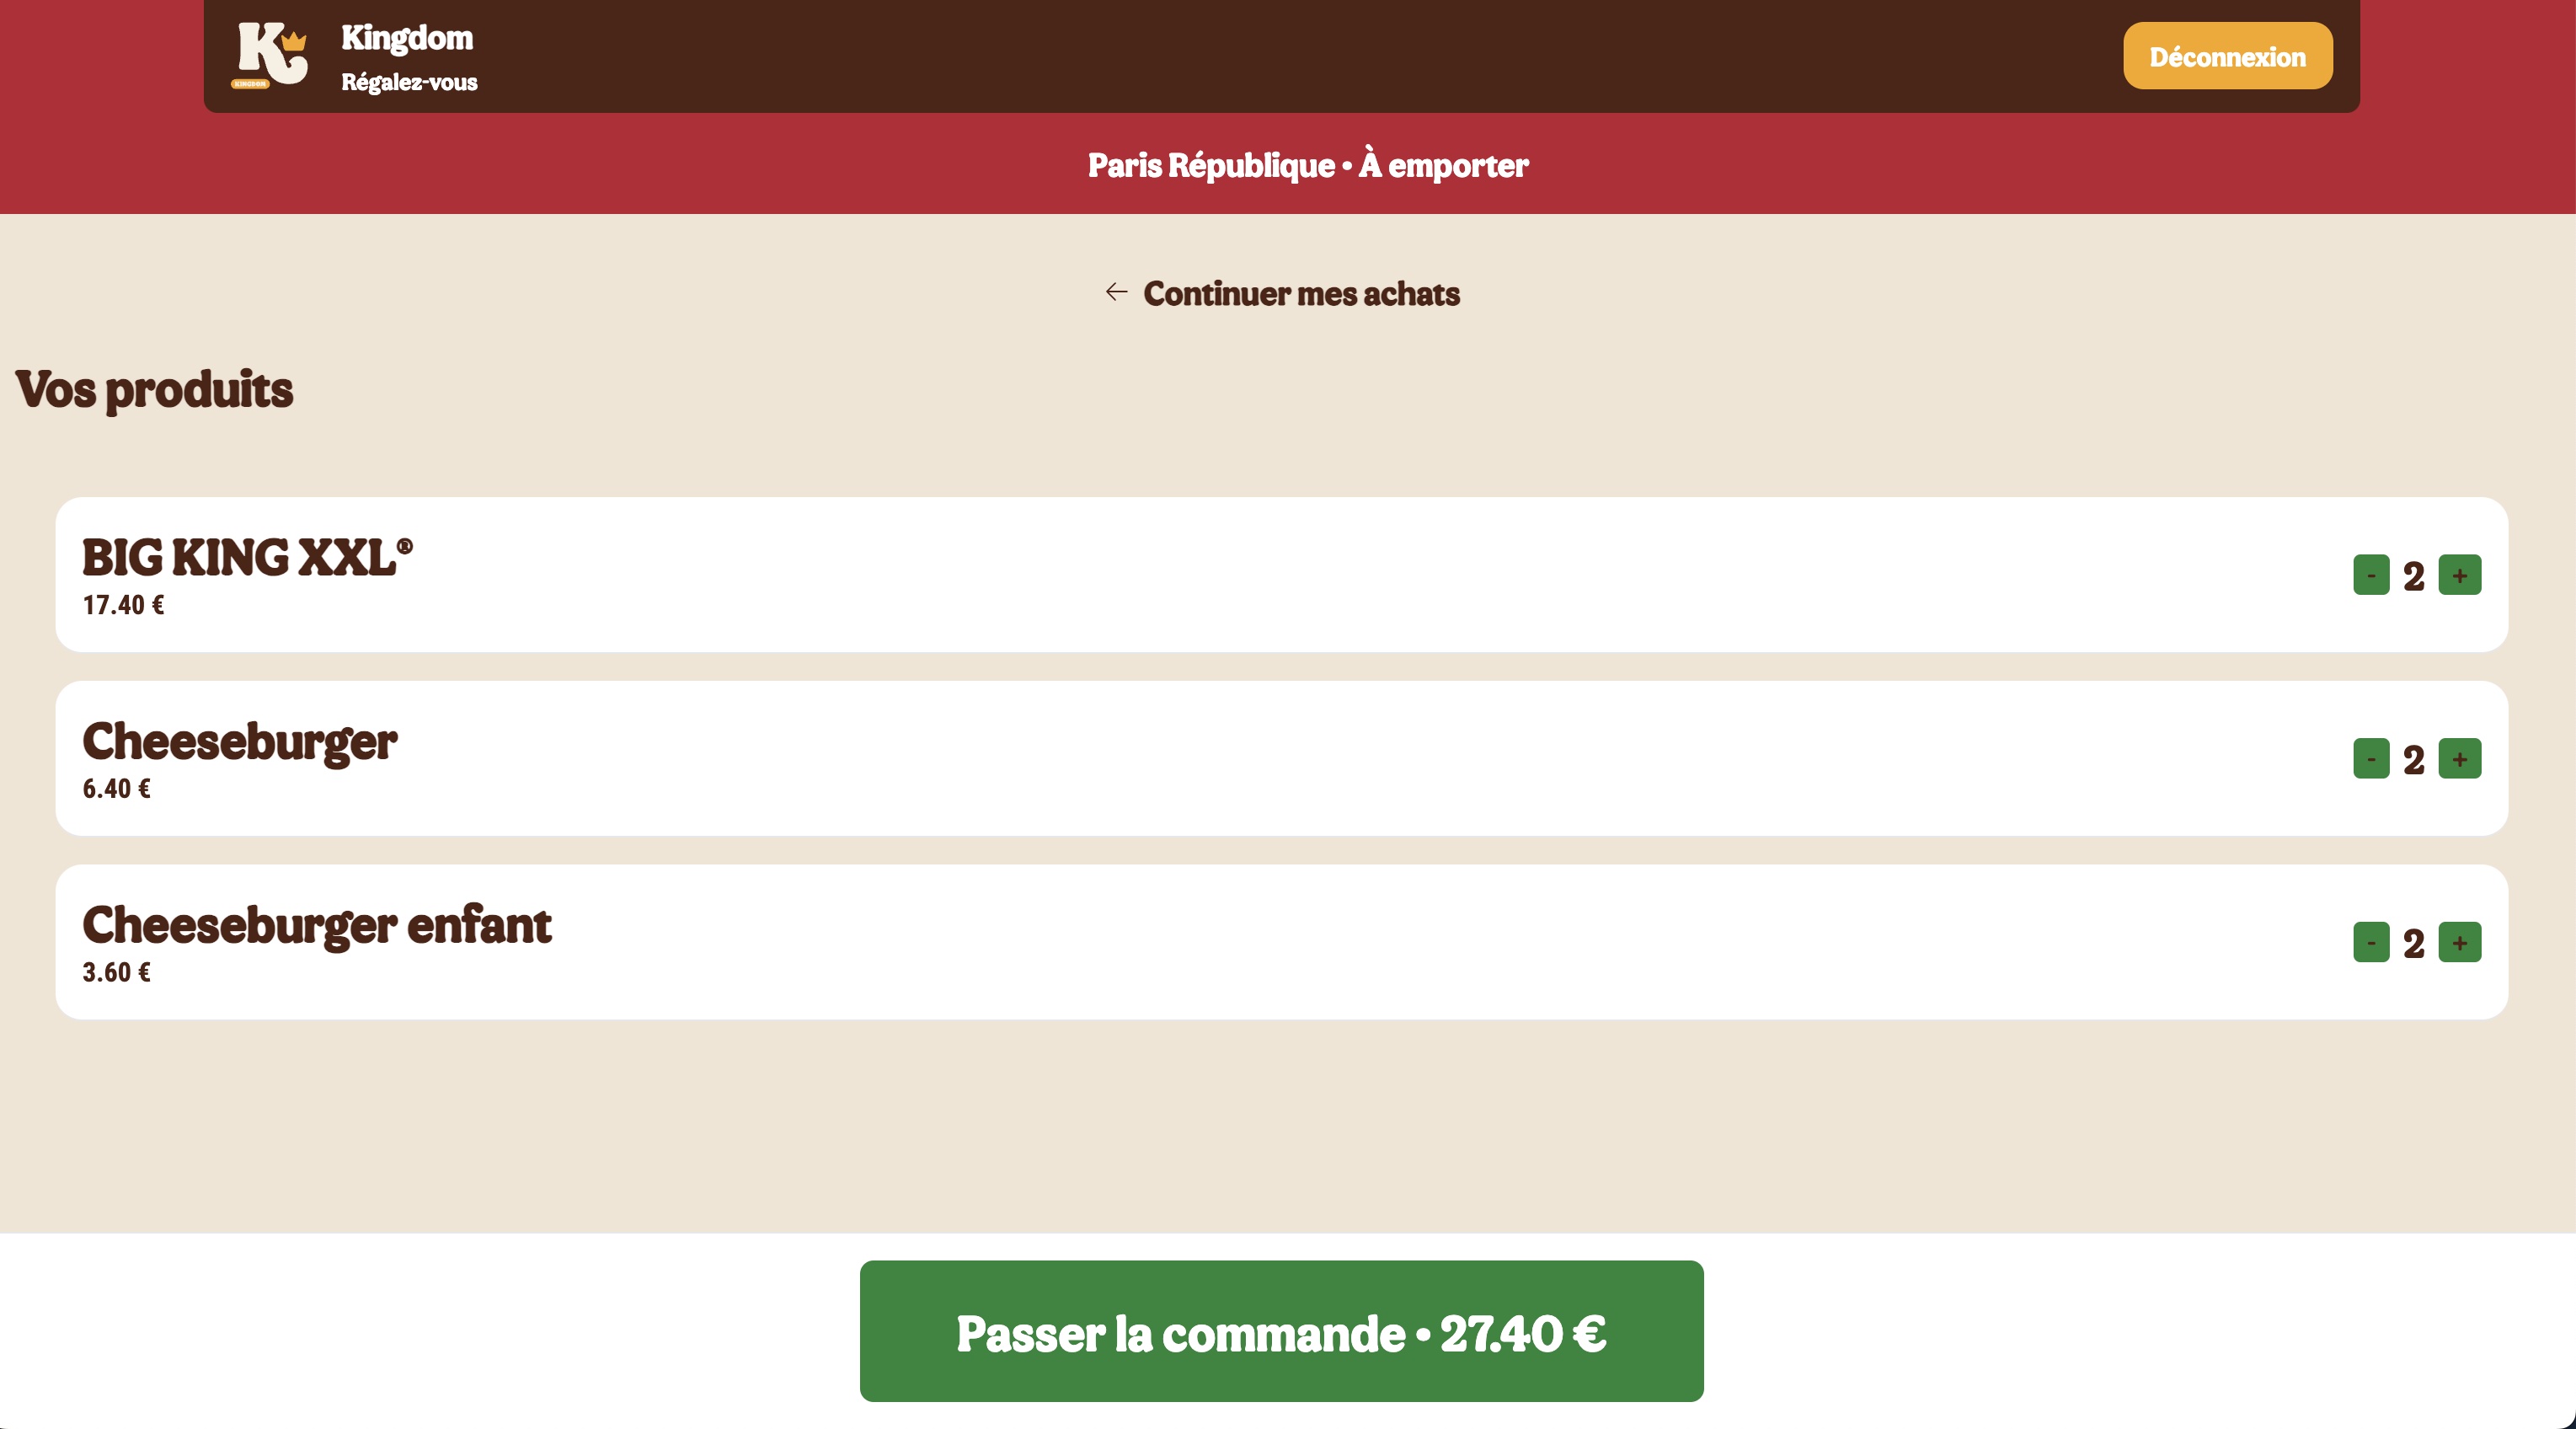 K
KINGDOM
Kingdom
Régalez-vous
Déconnexion
Paris République • À emporter
← Continuer mes achats
Vos produits
BIG KING XXL®
17.40 €
- 2 +
Cheeseburger
6.40 €
- 2 +
Cheeseburger enfant
3.60 €
- 2 +
Passer la commande • 27.40 €